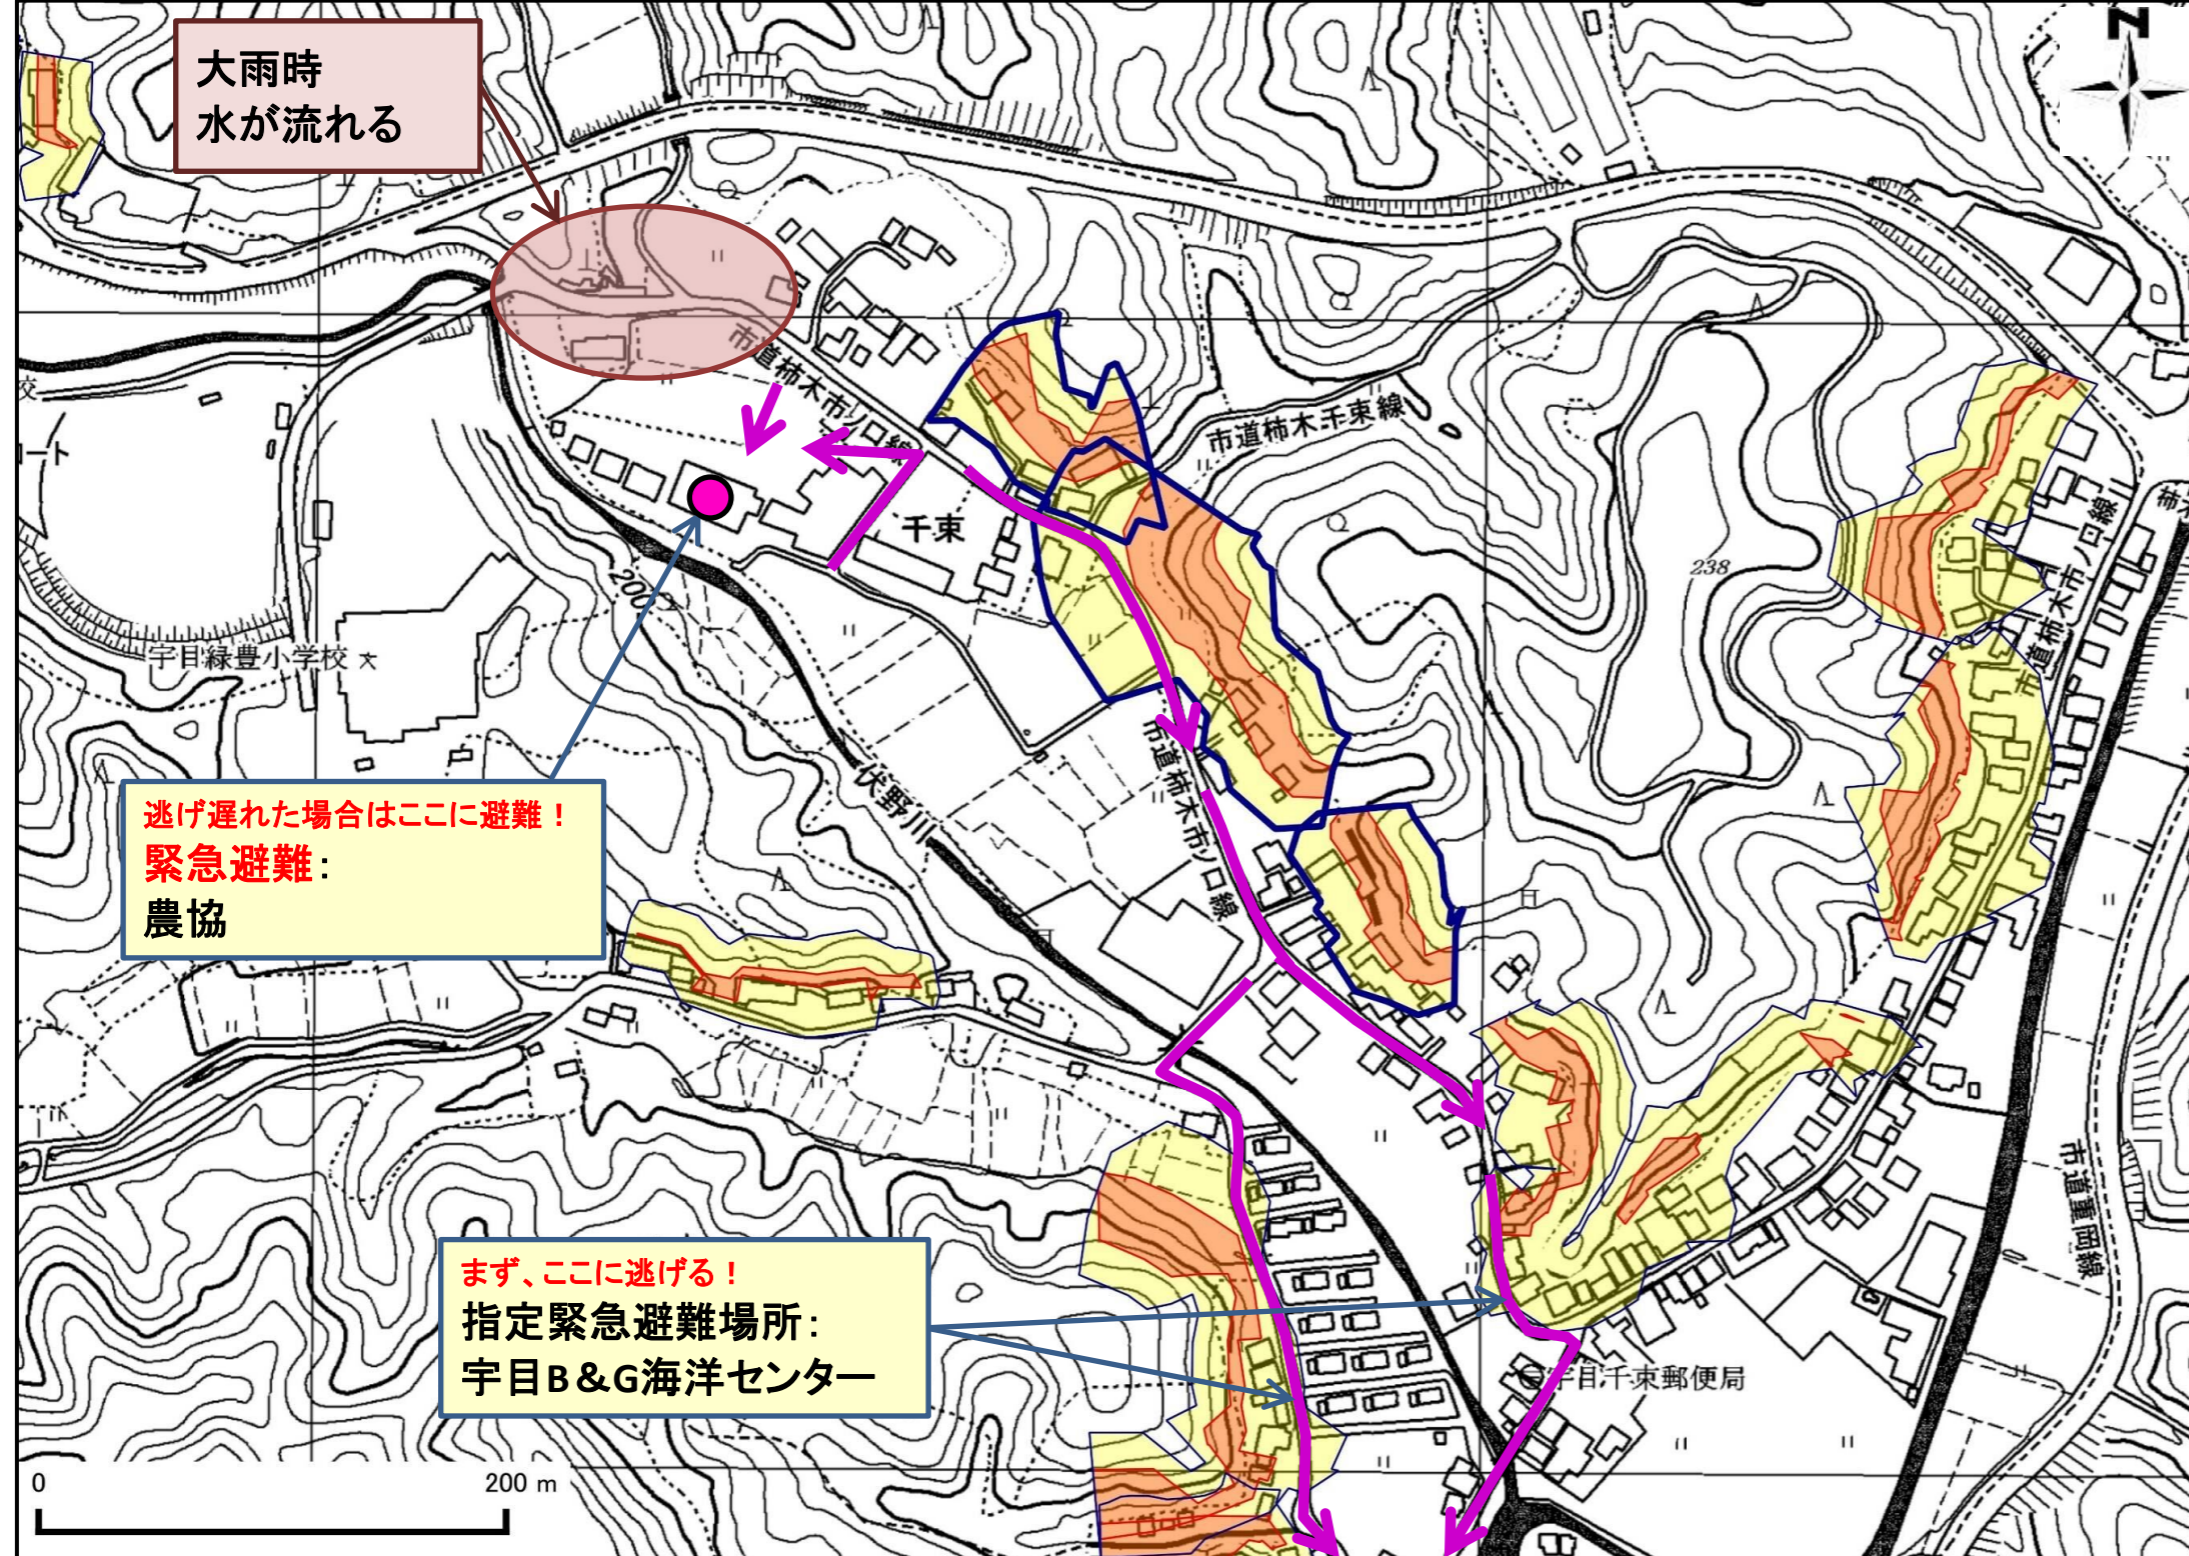 大雨時
水が流れる
N
市道柿木市ノ口線
市道柿木千束線
コート
千束
200
238
市道柿木市ノ口線
宇目緑豊小学校
市道柿木市ノ口線
伏野川
逃げ遅れた場合はここに避難！
緊急避難：
農協
市道重岡線
まず、ここに逃げる！
指定緊急避難場所：
宇目B＆G海洋センター
宇目千束郵便局
0
200 m